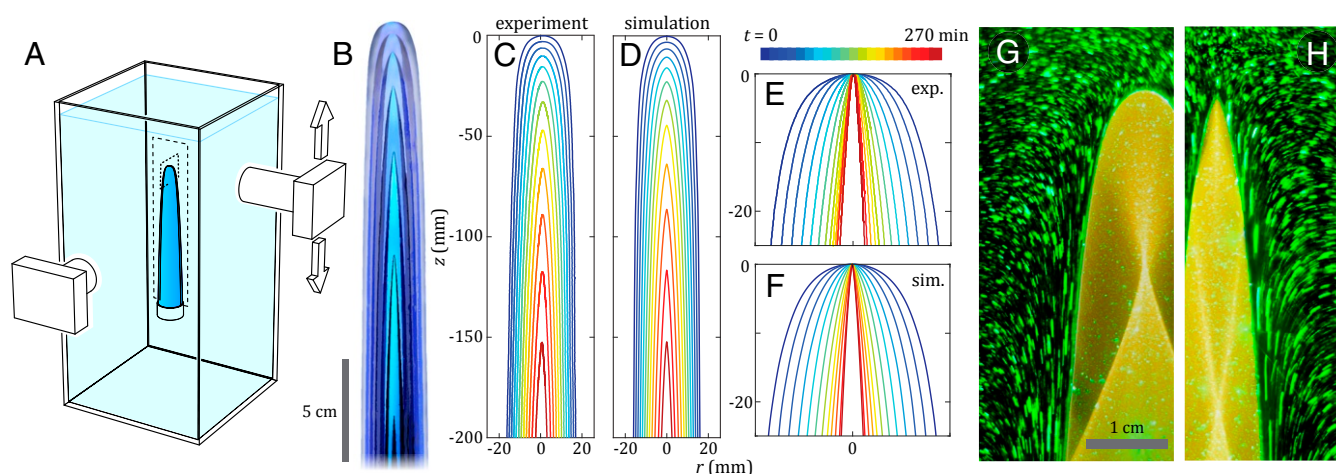 A
B
5 cm
experiment
C
simulation
D
z (mm)
0
-50
-100
-150
-200
-20 0 20
-20 0 20
r (mm)
t = 0 270 min
E
exp.
0
-20
F
sim.
0
-20
0
G
1 cm
H